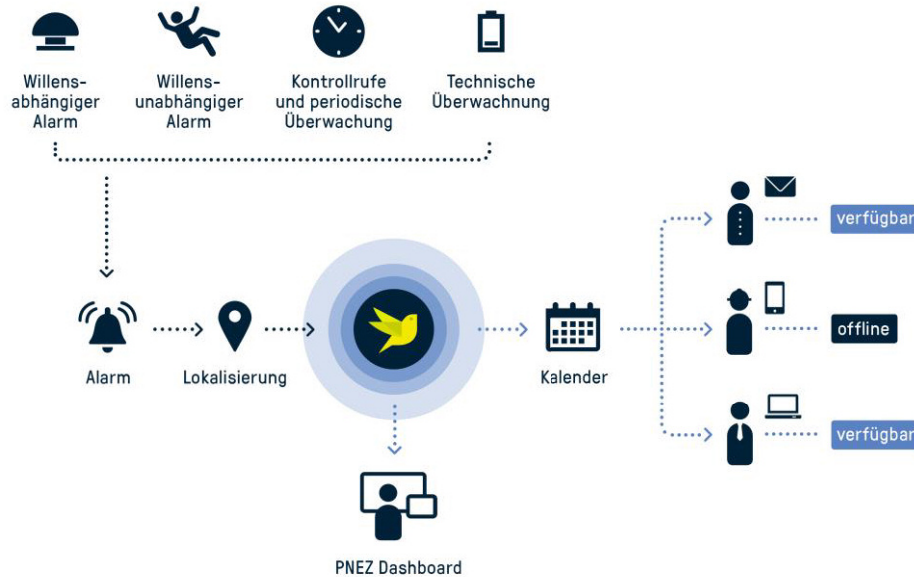 Willens-
abhängiger
Alarm
Willens-
unabhängiger
Alarm
Kontrollrufe
und periodische
Überwachung
Technische
Überwachnung
verfügbar
offline
verfügbar
Alarm
Lokalisierung
Kalender
PNEZ Dashboard